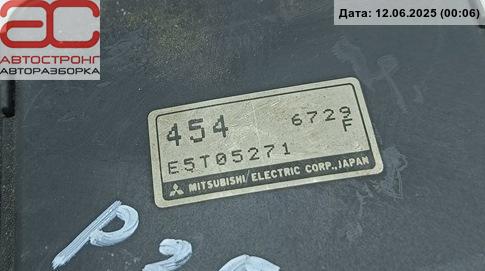 Дата: 12.06.2025 (00:06)
АС
АВТОСТРОНГ
АВТОРАЗБОРКА
454 6729
F
E5T05271
MITSUBISHI ELECTRIC CORP., JAPAN